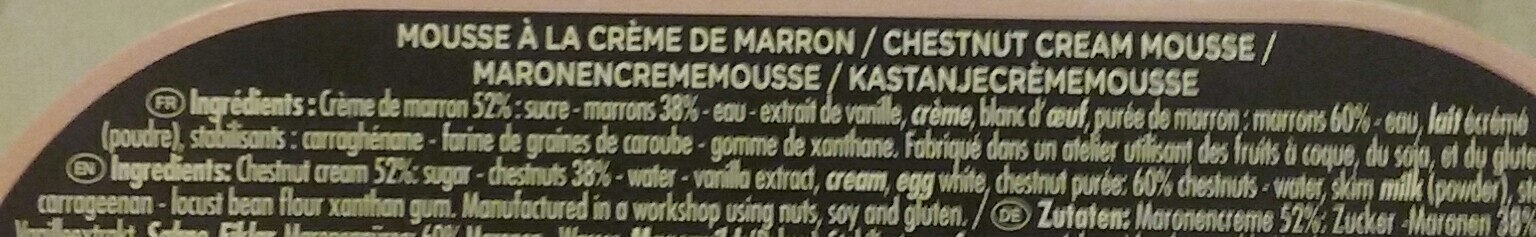 MOUSSE À LA CRÈME DE MARRON / CHESTNUT CREAM MOUSSE /
MARONENCREMEMOUSSE / KASTANJECRÈMEMOUSSE
FR Ingrédients : Crème de marron 52% : sucre - marrons 38% - eau - extrait de vanille, crème, blanc d'œuf, purée de marron : marrons 60% - eau, lait écrémé
(poudre), stabilisants : carraghénane - farine de graines de caroube - gomme de xanthane. Fabriqué dans un atelier utilisant des fruits à coque, du soja, et du glute
EN Ingredients: Chestnut cream 52%: sugar - chestnuts 38% - water - vanilla extract, cream, egg white, chestnut purée: 60% chestnuts - water, skim milk (powder),
carrageenan - locust bean flour xanthan gum. Manufactured in a workshop using nuts, soy and gluten. / DE Zutaten: Maronencreme 52%: Zucker - Maronen 38%